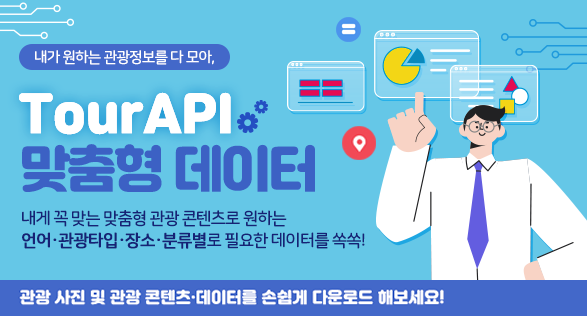 내가 원하는 관광정보를 다 모아,
TourAPI
맞춤형 데이터
내게 꼭 맞는 맞춤형 관광 콘텐츠로 원하는
언어·관광타입·장소·분류별로 필요한 데이터를 쏙쏙!
관광 사진 및 관광 콘텐츠·데이터를 손쉽게 다운로드 해보세요!